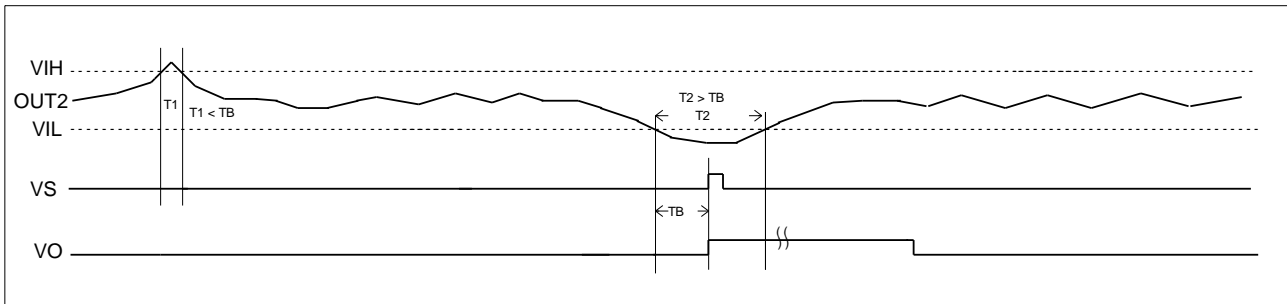 VIH
OUT2
T1
T1 < TB
T2 > TB
T2
VIL
VS
TB
VO